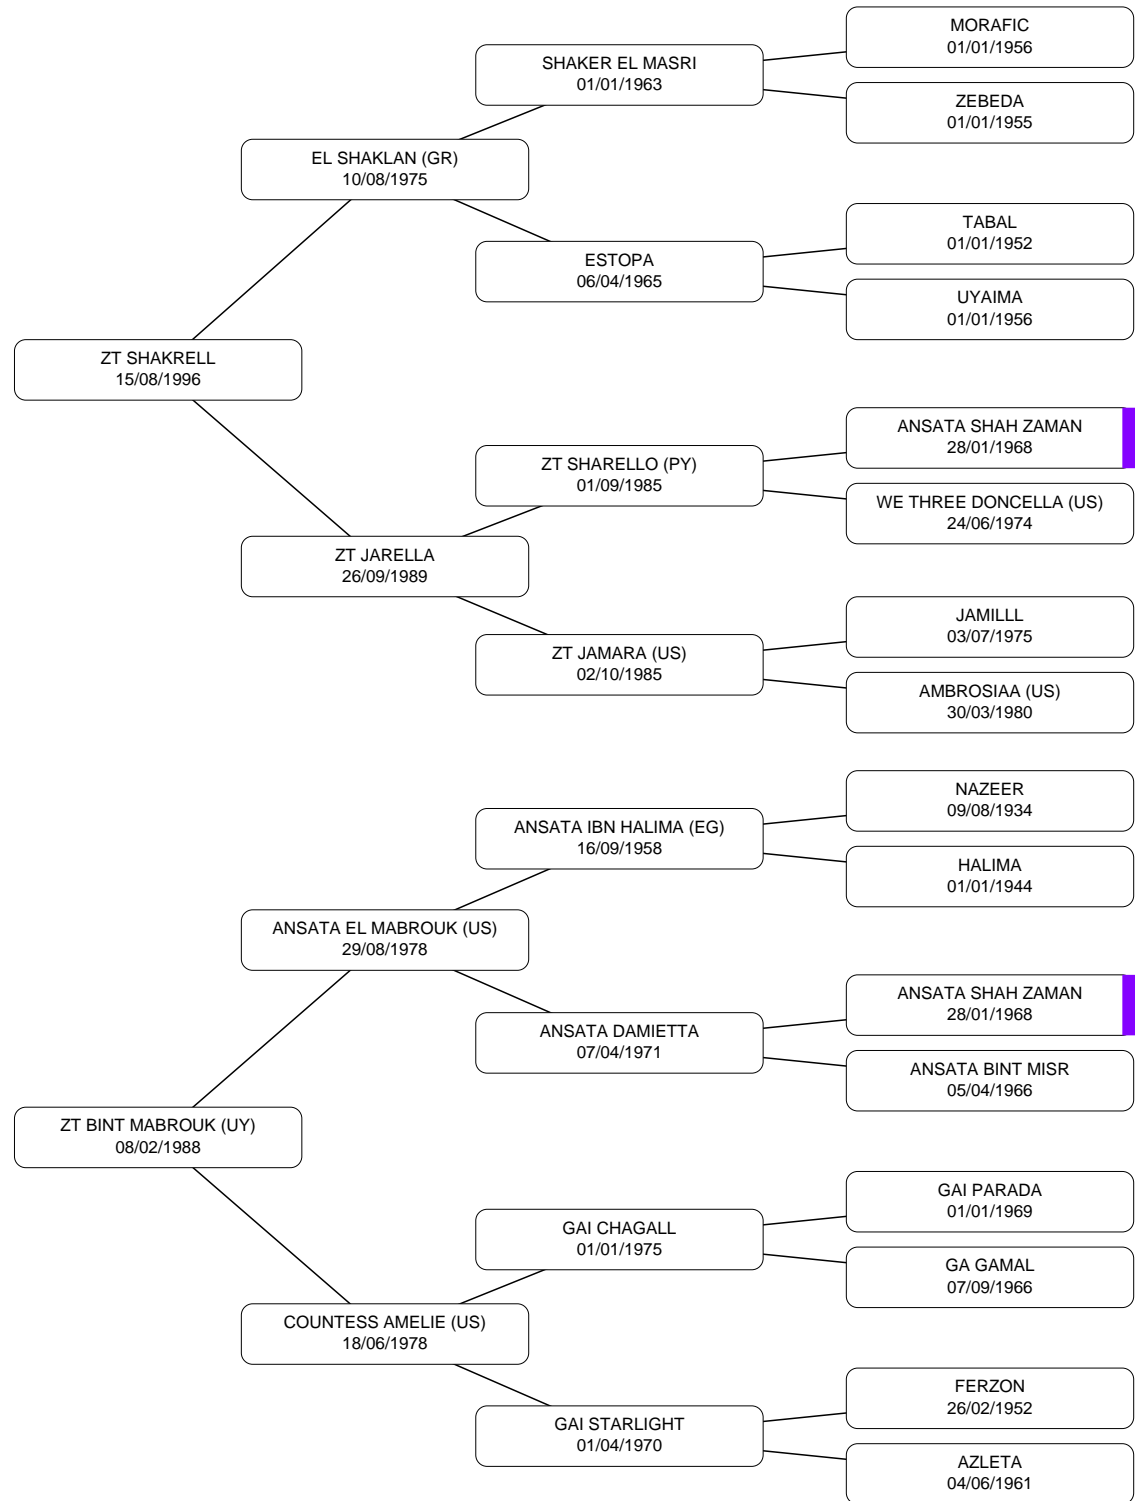 MORAFIC
01/01/1956
SHAKER EL MASRI
01/01/1963
ZEBEDA
01/01/1955
EL SHAKLAN (GR)
10/08/1975
TABAL
01/01/1952
ESTOPA
06/04/1965
UYAIMA
01/01/1956
ZT SHAKRELL
15/08/1996
ANSATA SHAH ZAMAN
28/01/1968
ZT SHARELLO (PY)
01/09/1985
WE THREE DONCELLA (US)
24/06/1974
ZT JARELLA
26/09/1989
JAMILLL
03/07/1975
ZT JAMARA (US)
02/10/1985
AMBROSIAA (US)
30/03/1980
NAZEER
09/08/1934
ANSATA IBN HALIMA (EG)
16/09/1958
HALIMA
01/01/1944
ANSATA EL MABROUK (US)
29/08/1978
ANSATA SHAH ZAMAN
28/01/1968
ANSATA DAMIETTA
07/04/1971
ANSATA BINT MISR
05/04/1966
ZT BINT MABROUK (UY)
08/02/1988
GAI PARADA
01/01/1969
GAI CHAGALL
01/01/1975
GA GAMAL
07/09/1966
COUNTESS AMELIE (US)
18/06/1978
FERZON
26/02/1952
GAI STARLIGHT
01/04/1970
AZLETA
04/06/1961